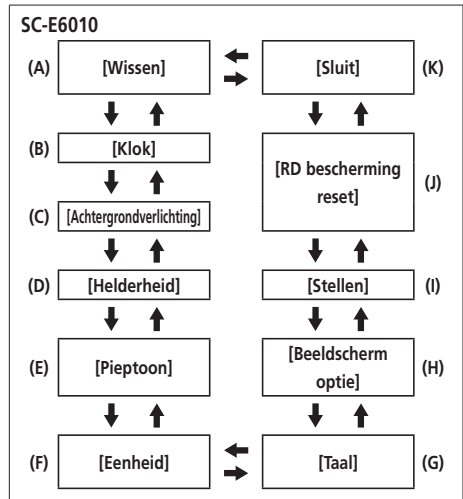 SC-E6010
(A) [Wissen] [Sluit] (K)
(B) [Klok]
[RD bescherming
reset] (J)
(C) [Achtergrondverlichting]
(D) [Helderheid] [Stellen] (I)
(E) [Pieptoon] [Beeldscherm
optie] (H)
(F) [Eenheid] [Taal] (G)